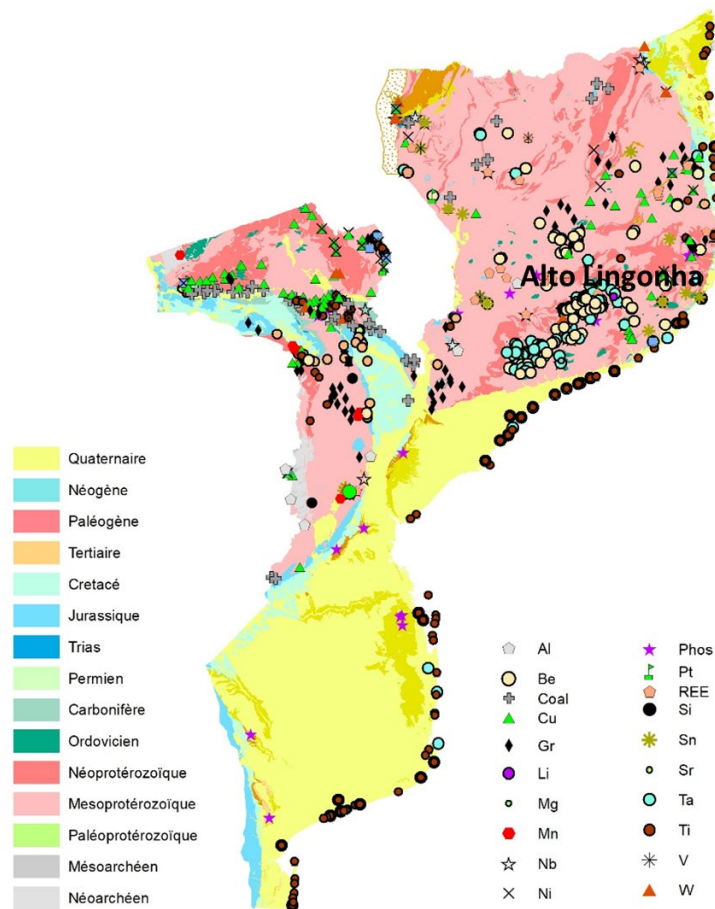 Alto Lingonha
Quaternaire
Néogène
Paléogène
Tertiaire
Cretacé
Jurassique
Trias
Permien
Carbonifère
Ordovicien
Néoprotérozoïque
Mesoprotérozoïque
Paléoprotérozoïque
Mésoarchéen
Néoarchéen
Al
Be
Coal
Cu
Gr
Li
Mg
Mn
Nb
Ni
Phos
Pt
REE
Si
Sn
Sr
Ta
Ti
V
W